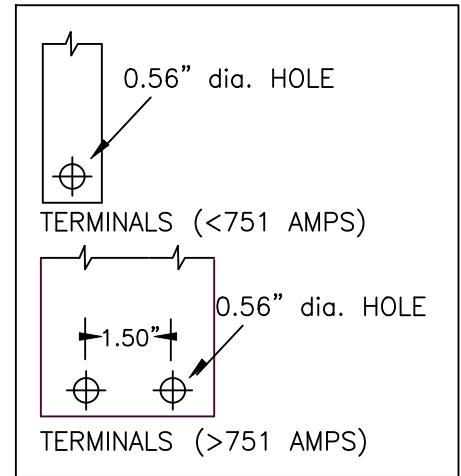 0.56” dia. HOLE
TERMINALS (<751 AMPS)
0.56” dia. HOLE
1.50”
TERMINALS (>751 AMPS)